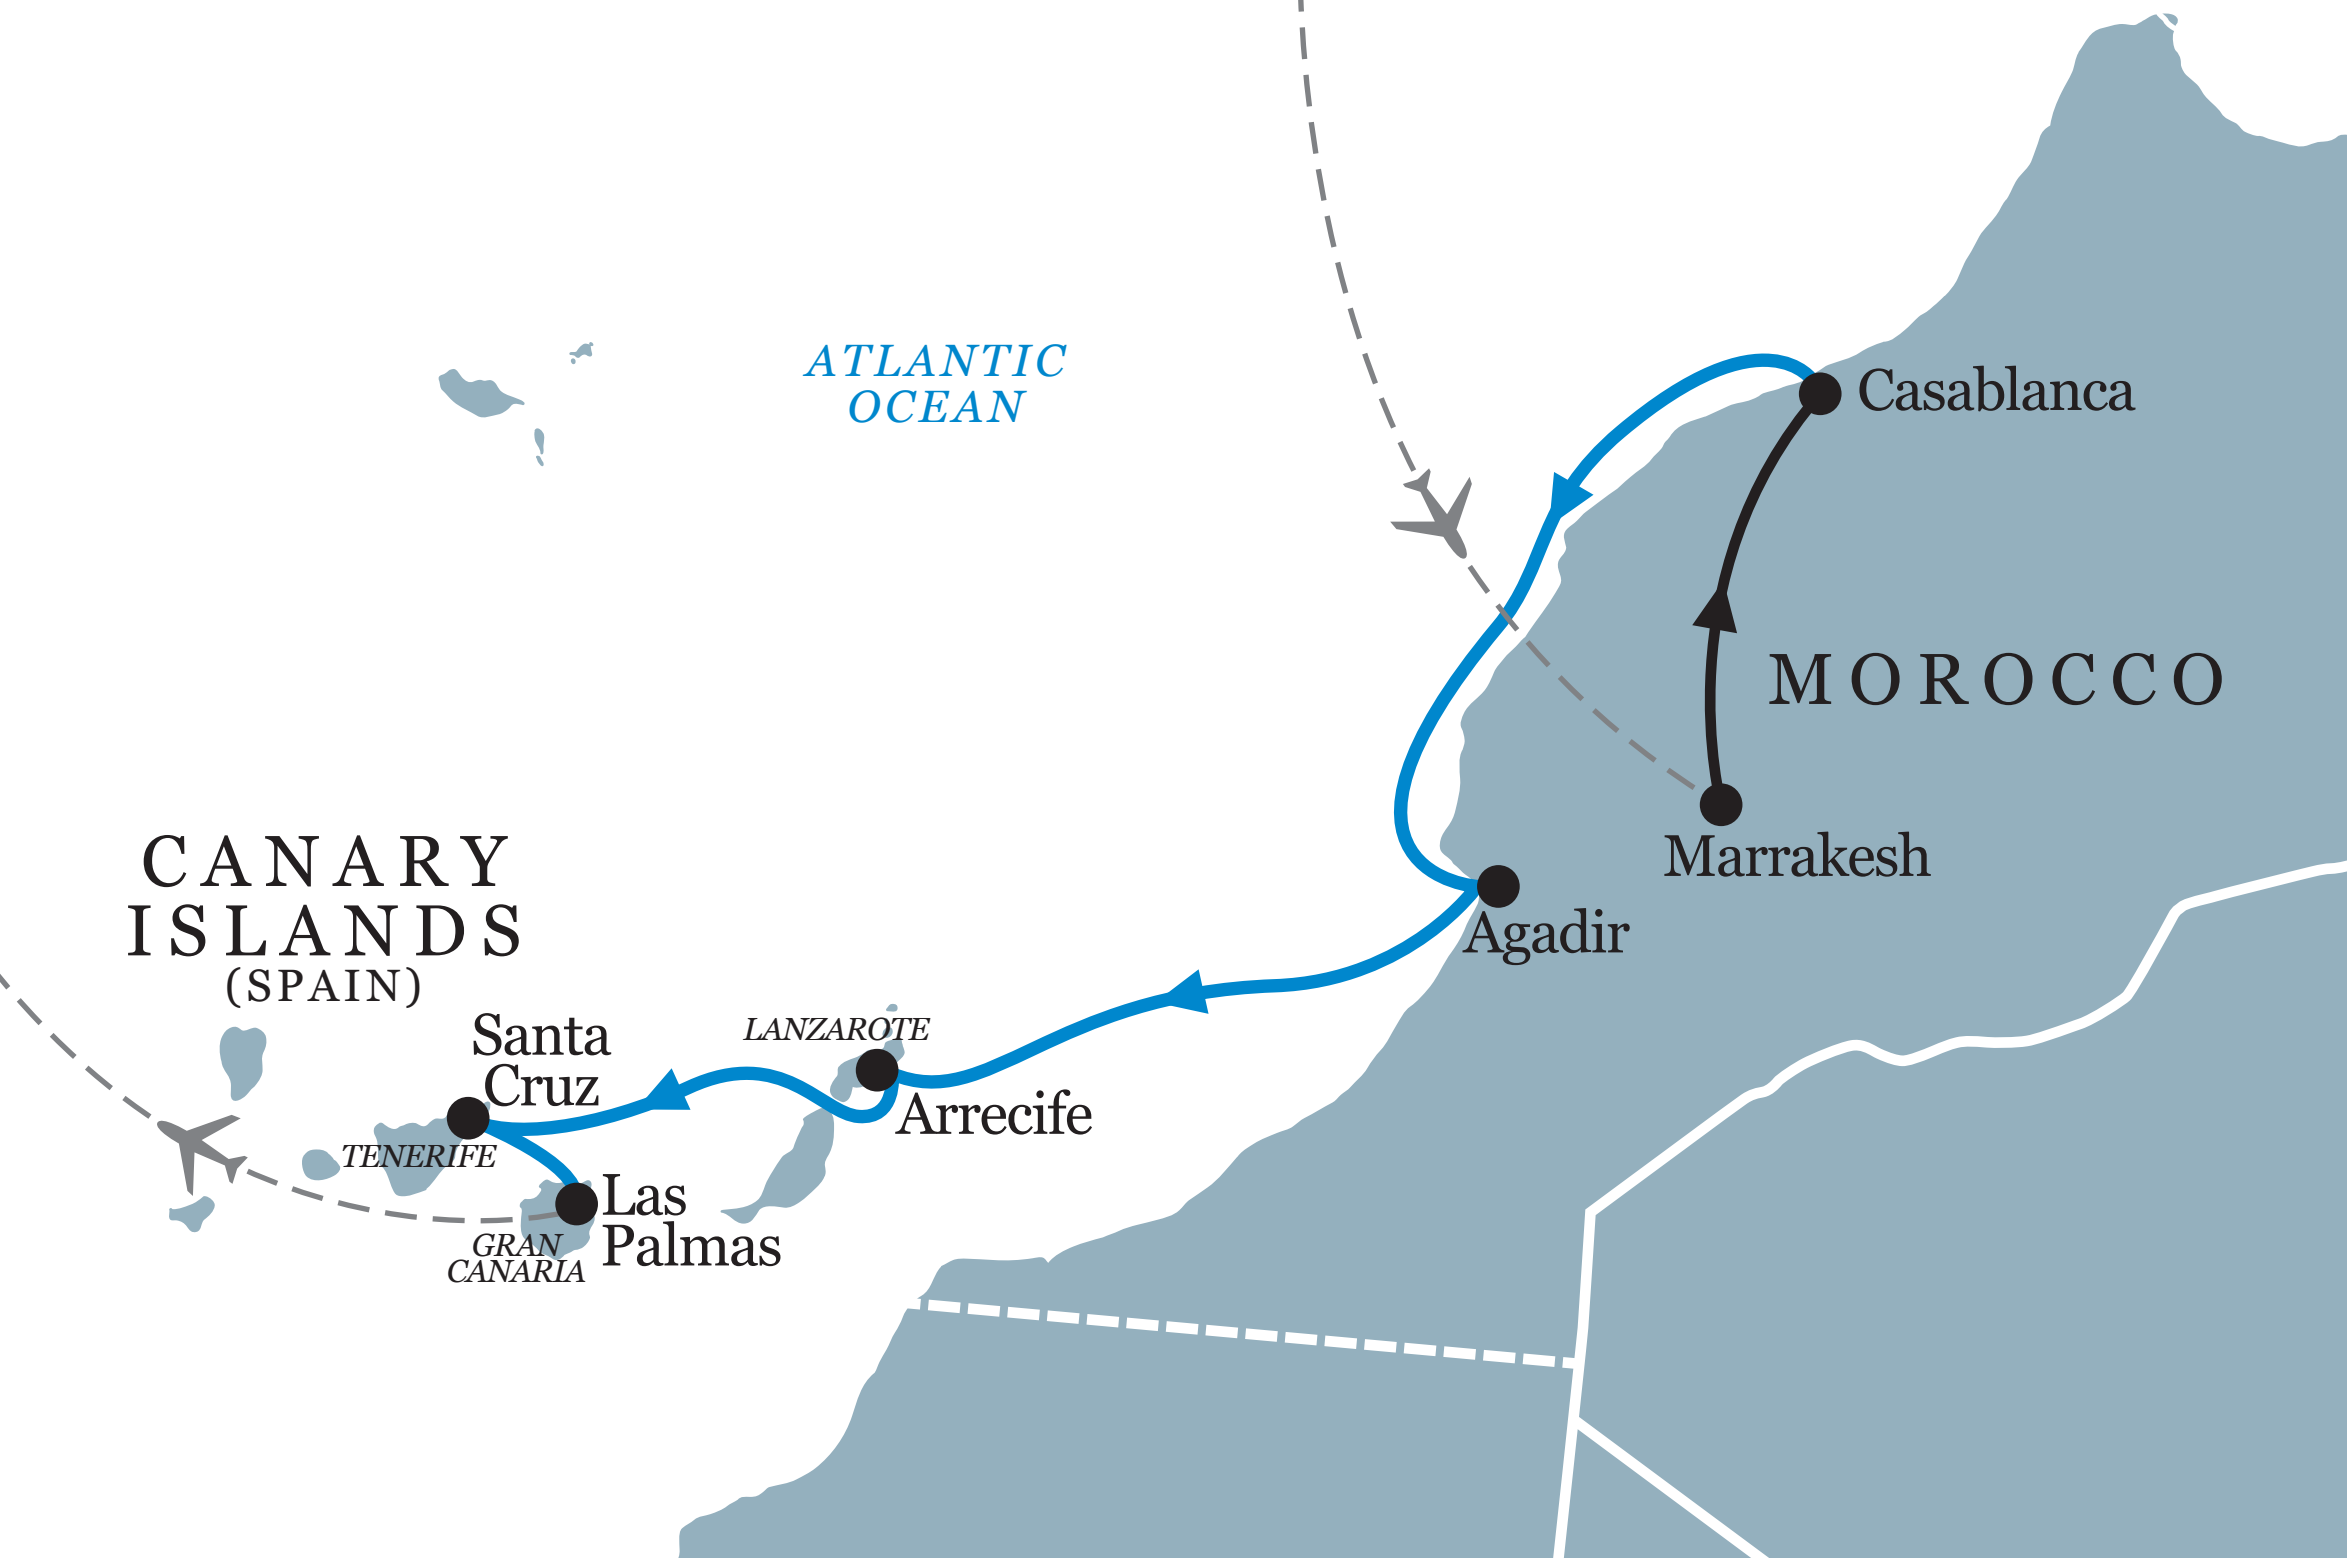 ATLANTIC
OCEAN
Casablanca
MOROCCO
Marrakesh
CANARY
ISLANDS
(SPAIN)
Agadir
LANZAROTE
Santa
Cruz
Arrecife
TENERIFE
Las
Palmas
GRAN
CANARIA